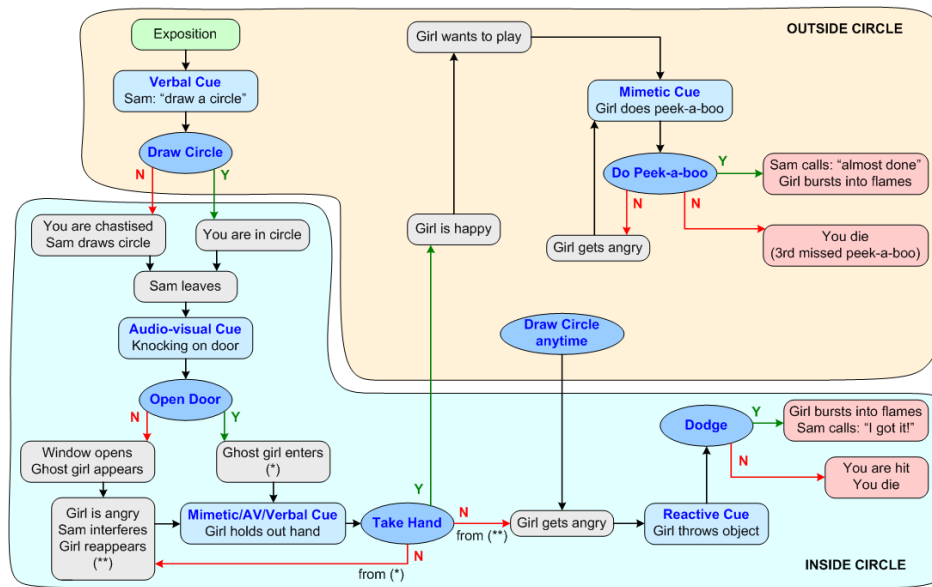 Exposition
OUTSIDE CIRCLE
Girl wants to play
Verbal Cue
Sam: “draw a circle”
Mimetic Cue
Girl does peek-a-boo
Draw Circle
N
Y
Do Peek-a-boo
Y
N
N
Sam calls: “almost done”
Girl bursts into flames
You are chastised
Sam draws circle
You are in circle
Girl is happy
Girl gets angry
You die
(3rd missed peek-a-boo)
Sam leaves
Audio-visual Cue
Knocking on door
Draw Circle
anytime
Open Door
N
Y
Dodge
Y
N
Girl bursts into flames
Sam calls: “I got it!”
Window opens
Ghost girl appears
Ghost girl enters
(*)
You are hit
You die
Girl is angry
Sam interferes
Girl reappears
(**)
Mimetic/AV/Verbal Cue
Girl holds out hand
Y
Take Hand
N
from (**)
N
from (*)
Girl gets angry
Reactive Cue
Girl throws object
INSIDE CIRCLE